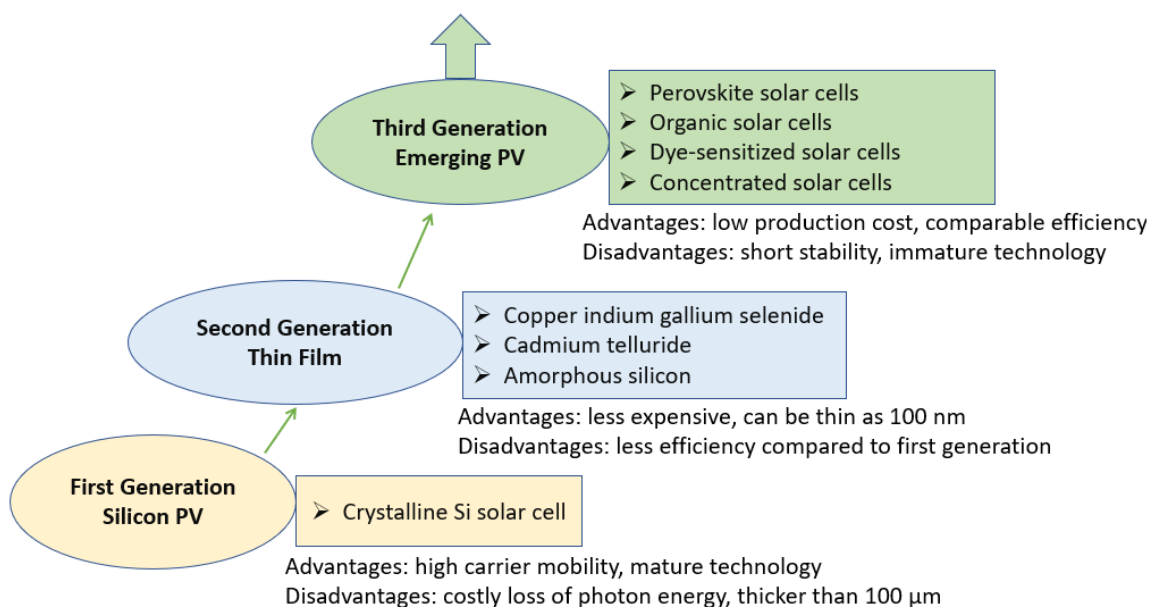 Third Generation
Emerging PV
➢ Perovskite solar cells
➢ Organic solar cells
➢ Dye-sensitized solar cells
➢ Concentrated solar cells
Advantages: low production cost, comparable efficiency
Disadvantages: short stability, immature technology
Second Generation
Thin Film
➢ Copper indium gallium selenide
➢ Cadmium telluride
➢ Amorphous silicon
Advantages: less expensive, can be thin as 100 nm
Disadvantages: less efficiency compared to first generation
First Generation
Silicon PV
➢ Crystalline Si solar cell
Advantages: high carrier mobility, mature technology
Disadvantages: costly loss of photon energy, thicker than 100 µm